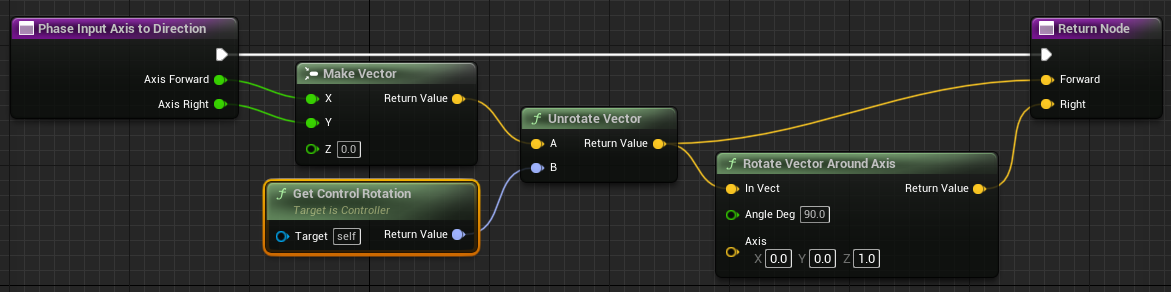 Phase Input Axis to Direction
Axis Forward
Axis Right
Make Vector
X
Return Value
Y
Z 0.0
Get Control Rotation
Target is Controller
Target self
Return Value
Unrotate Vector
A
Return Value
B
Rotate Vector Around Axis
In Vect
Return Value
Angle Deg 90.0
Axis
X 0.0 Y 0.0 Z 1.0
Return Node
Forward
Right